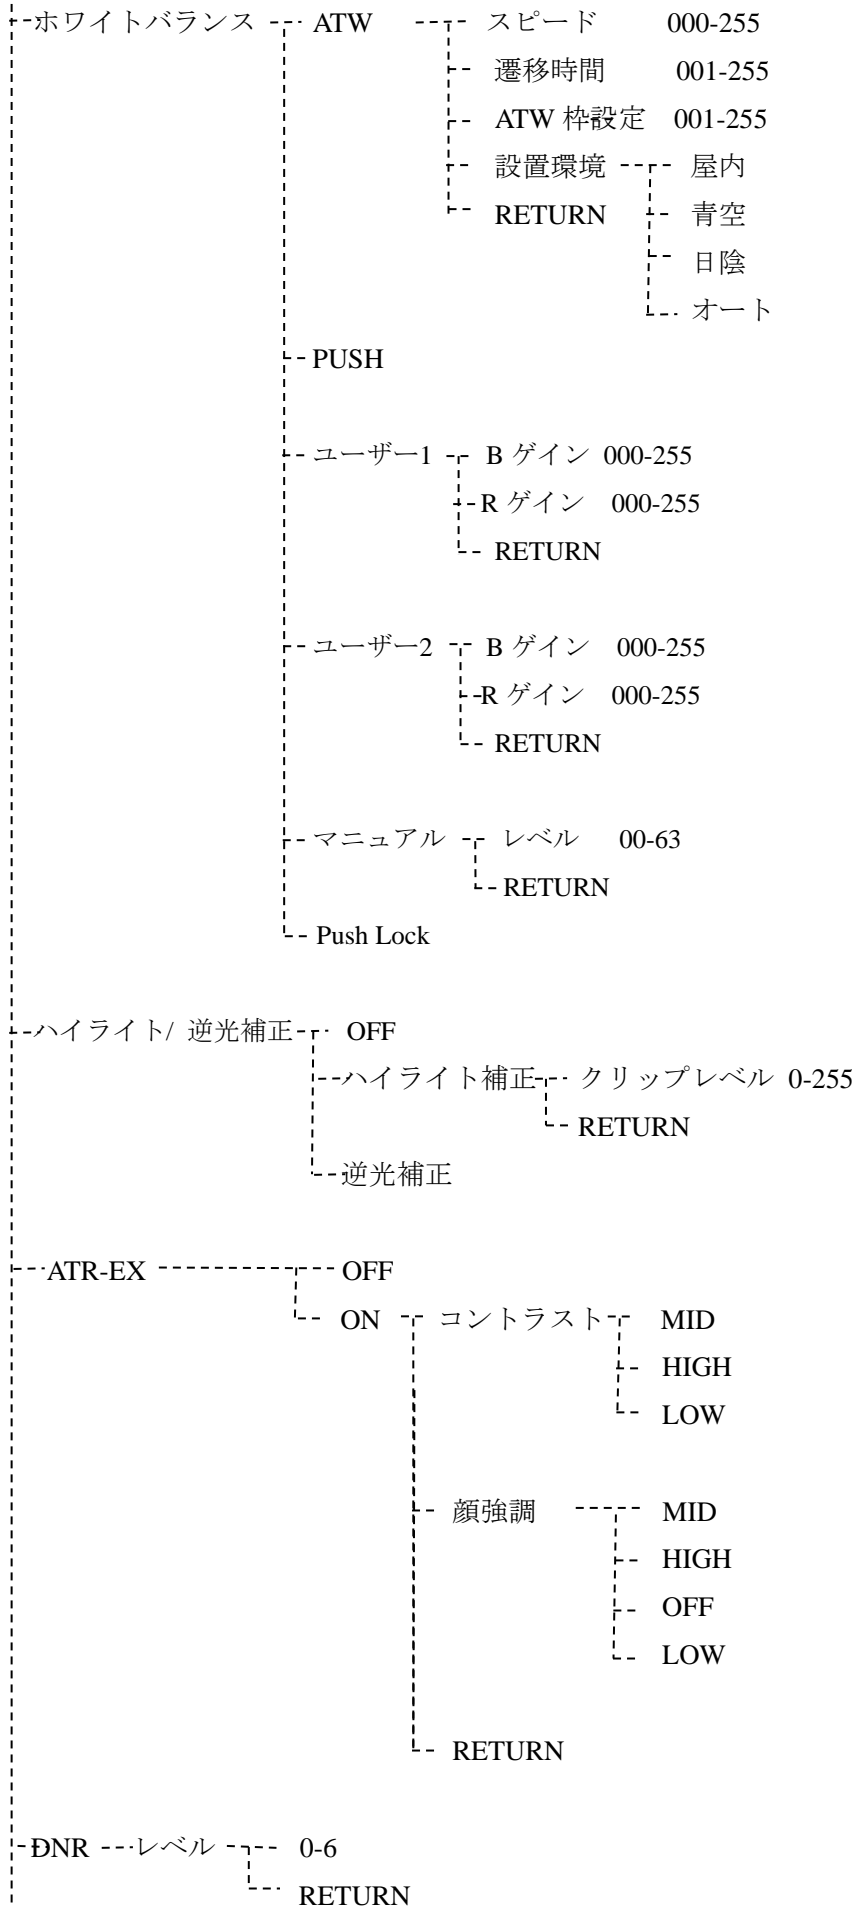 ホワイトバランス ATW スピード 000-255
遷移時間 001-255
ATW 枠設定 001-255
設置環境 屋内
RETURN 青空
日陰
オート
PUSH
ユーザー1 B ゲイン 000-255
R ゲイン 000-255
RETURN
ユーザー2 B ゲイン 000-255
R ゲイン 000-255
RETURN
マニュアル レベル 00-63
RETURN
Push Lock
ハイライト/ 逆光補正 OFF
ハイライト補正 クリップレベル 0-255
RETURN
逆光補正
ATR-EX OFF
ON コントラスト MID
HIGH
LOW
顔強調 MID
HIGH
OFF
LOW
RETURN
DNR レベル 0-6
RETURN